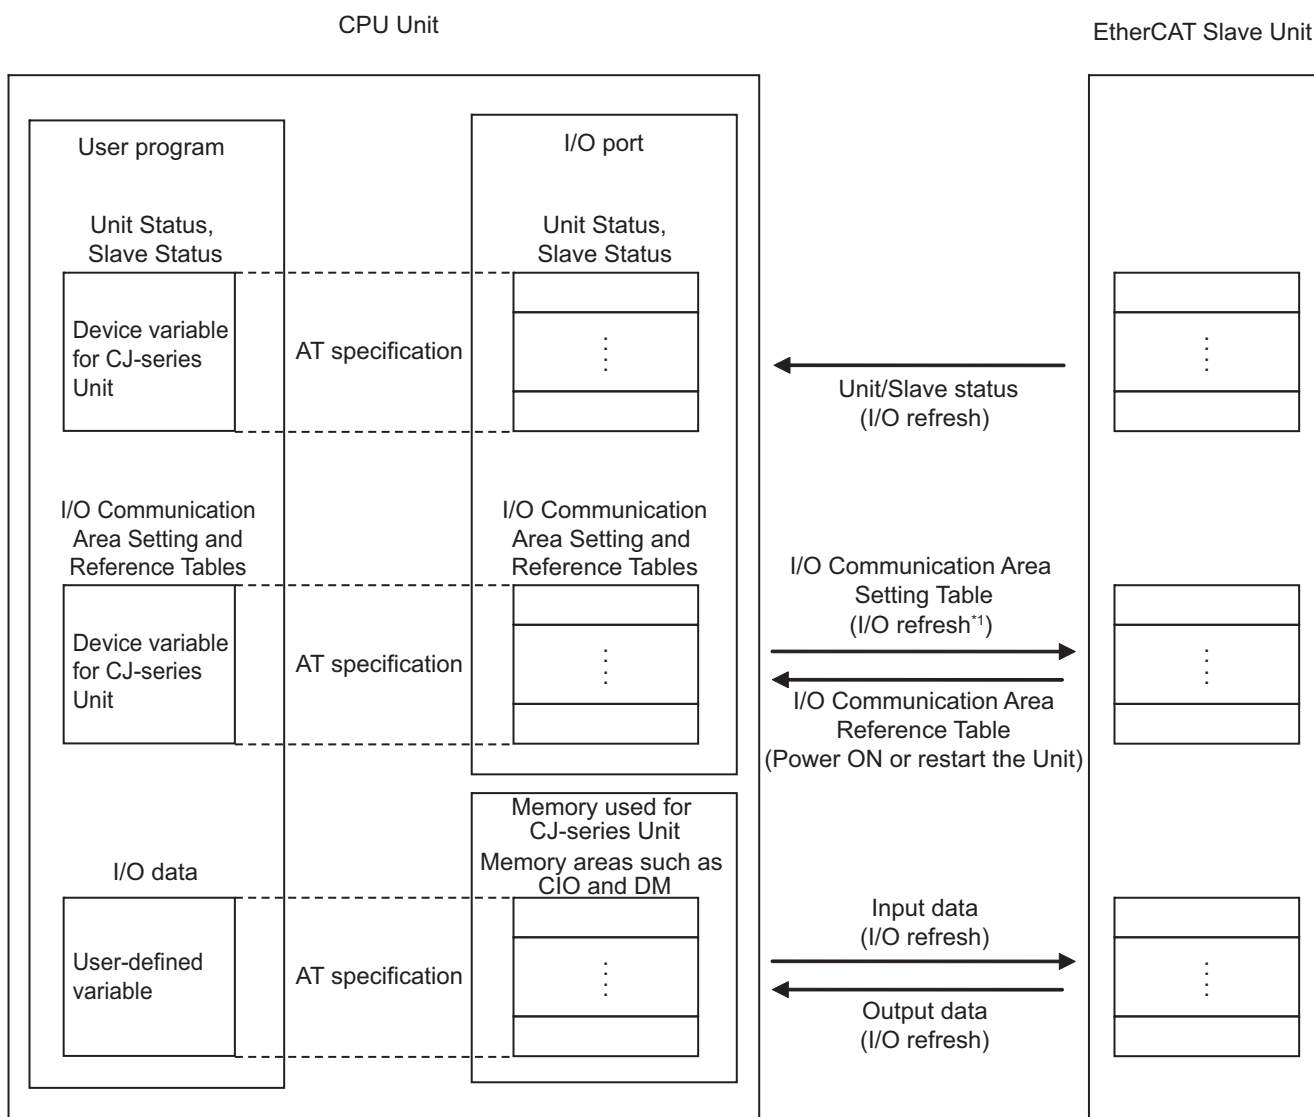 CPU Unit
EtherCAT Slave Unit
User program
I/O port
Unit Status,
Slave Status
Unit Status,
Slave Status
Device variable
for CJ-series
Unit
AT specification
Unit/Slave status
(I/O refresh)
I/O Communication
Area Setting and
Reference Tables
I/O Communication
Area Setting and
Reference Tables
Device variable
for CJ-series
Unit
AT specification
I/O Communication Area
Setting Table
(I/O refresh*1)
I/O Communication Area
Reference Table
(Power ON or restart the Unit)
I/O data
Memory used for
CJ-series Unit
Memory areas such as
CIO and DM
User-defined
variable
AT specification
Input data
(I/O refresh)
Output data
(I/O refresh)